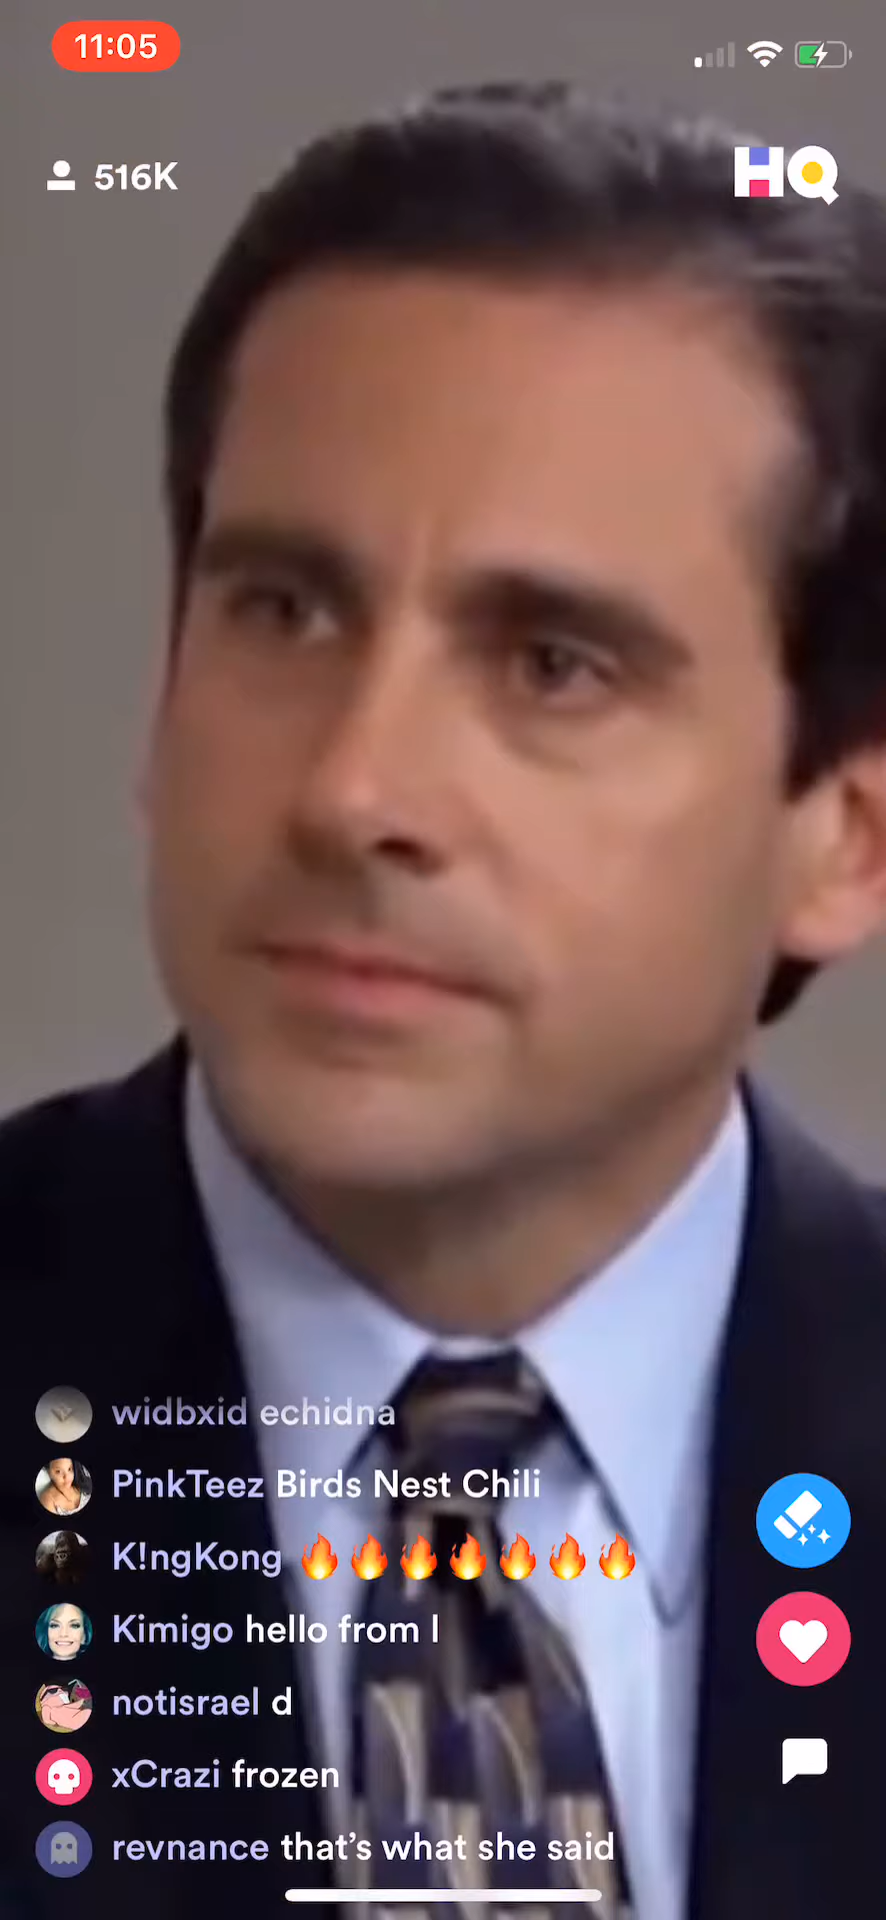 11:05
516K
HQ
widbxid echidna
PinkTeez Birds Nest Chili
K!ngKong 🔥🔥🔥🔥🔥🔥🔥
Kimigo hello from I
notisrael d
xCrazi frozen
revnance that's what she said